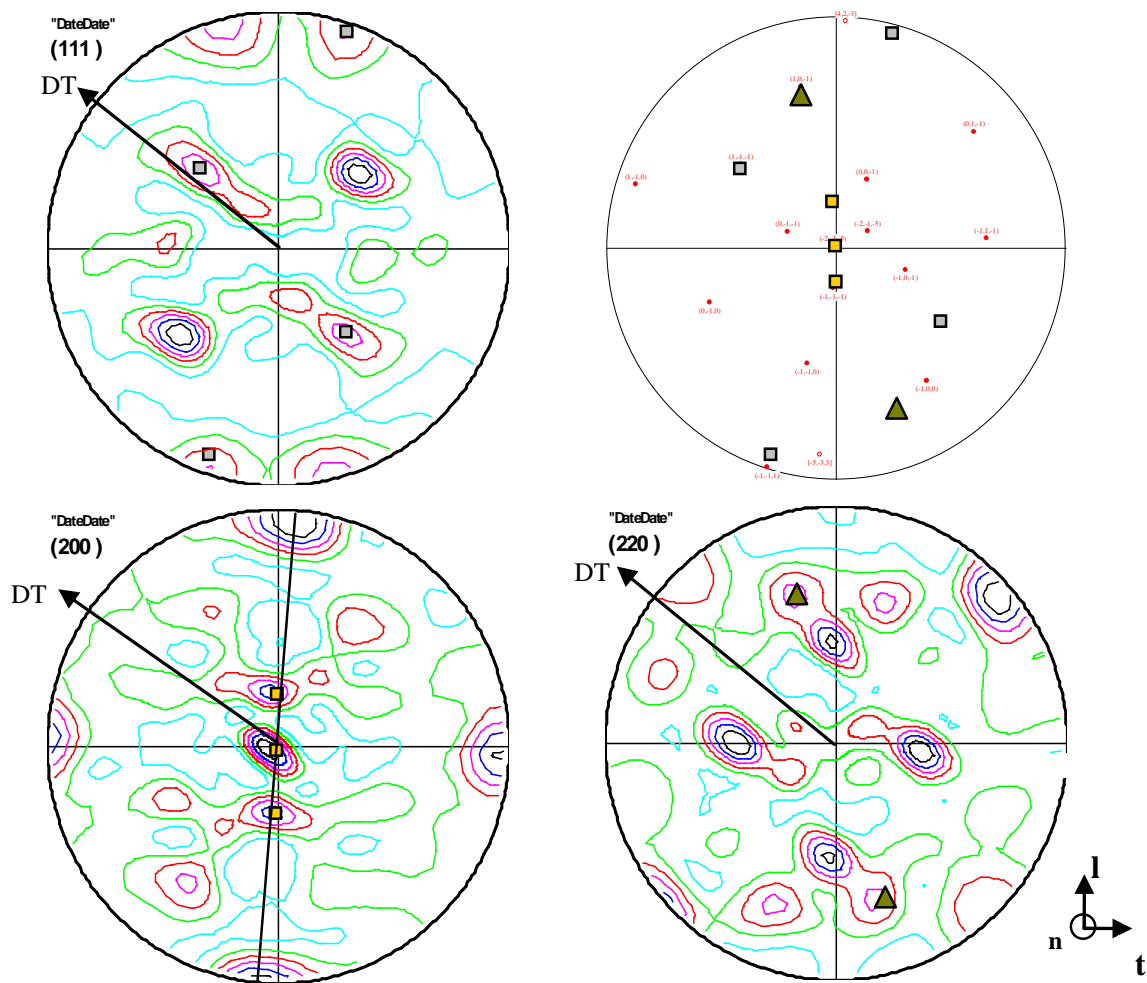 "DateDate"
(111 )
DT
[4,2,-3]
(1,0,-1)
(0,1,-1)
(1,-1,-1)
(1,-1,0)
(0,0,-1)
(0,-1,-1)
(-2,-1,-5)
(-1,1,-1)
(-1,0,-1)
(-1,-1,-1)
(0,-1,0)
(-1,-1,0)
(-1,0,0)
[-5,-3,3]
(-1,-1,1)
"DateDate"
(200 )
DT
"DateDate"
(220 )
DT
l
n
t